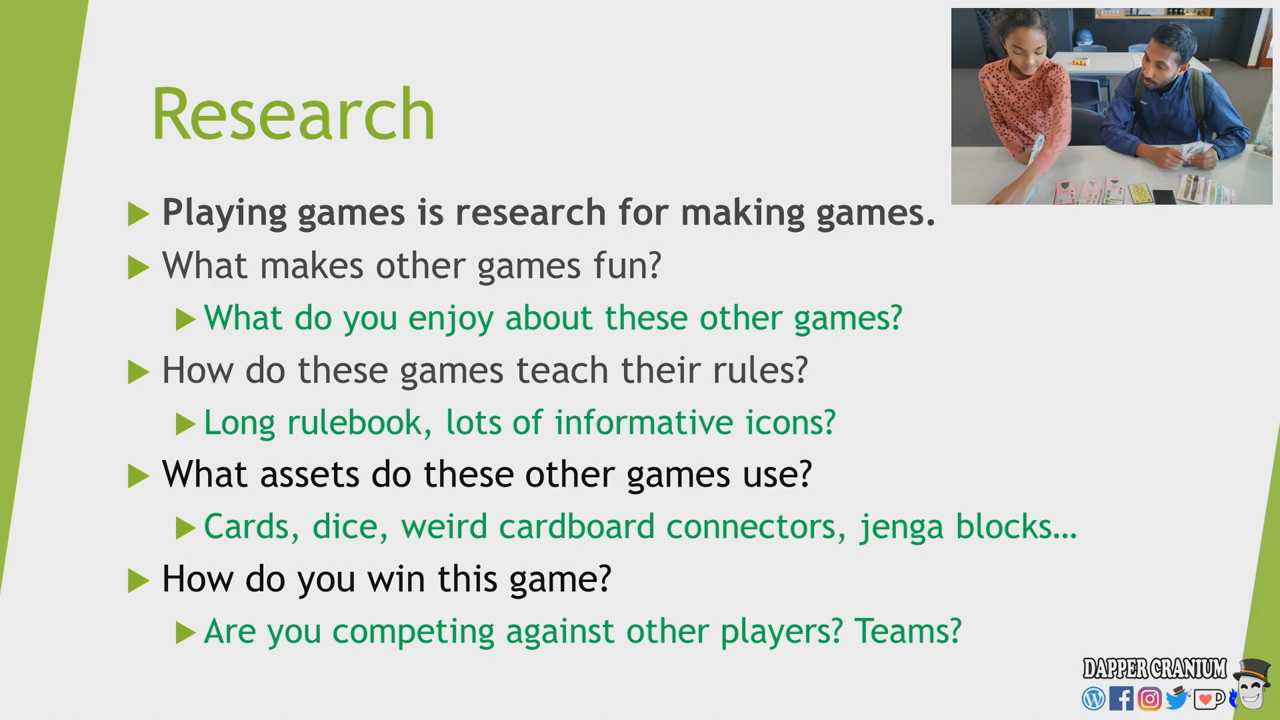 Research
Playing games is research for making games.
What makes other games fun?
What do you enjoy about these other games?
How do these games teach their rules?
Long rulebook, lots of informative icons?
What assets do these other games use?
Cards, dice, weird cardboard connectors, jenga blocks…
How do you win this game?
Are you competing against other players? Teams?
DAPPER CRANIUM